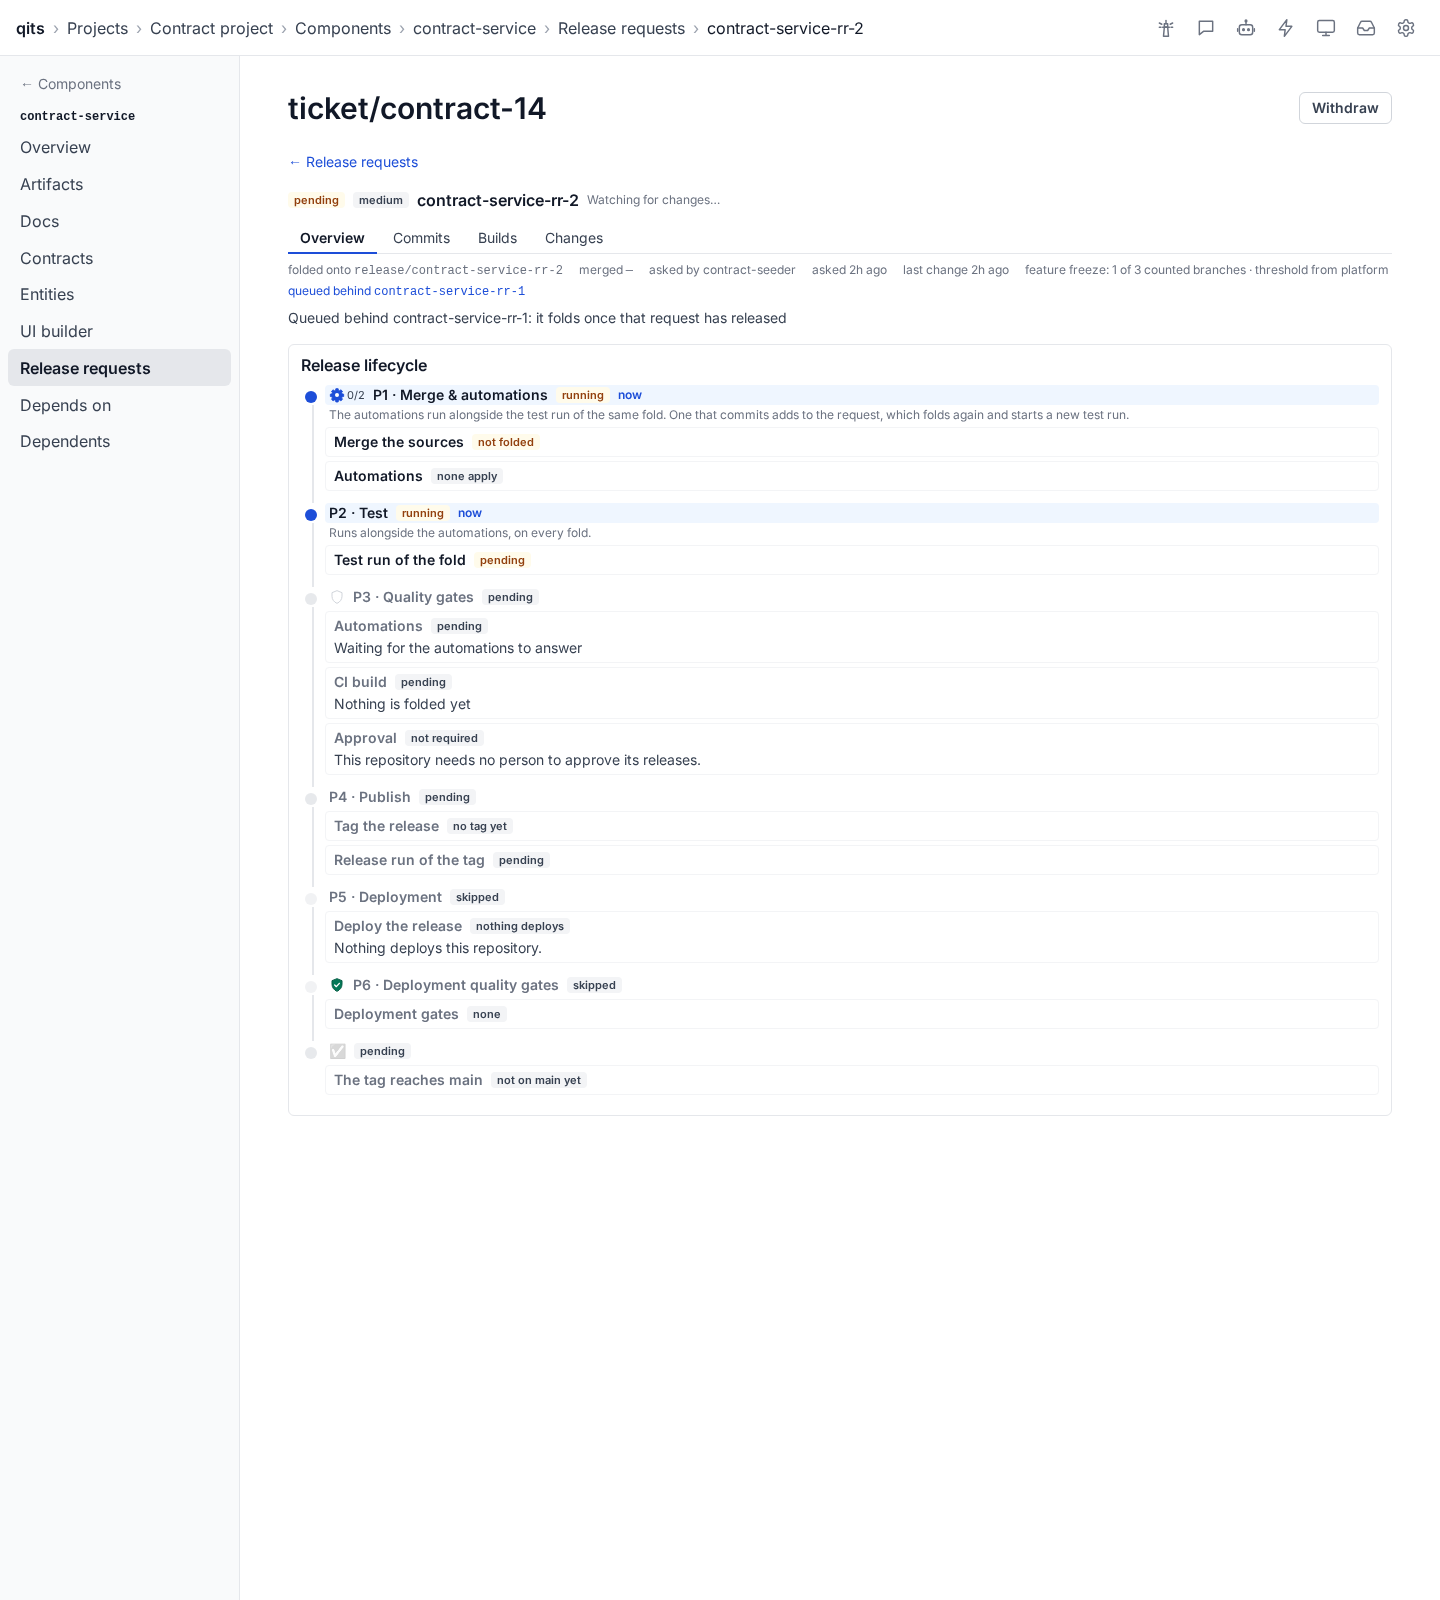 qits › Projects › Contract project › Components › contract-service › Release requests › contract-service-rr-2
← Components
contract-service
Overview
Artifacts
Docs
Contracts
Entities
UI builder
Release requests
Depends on
Dependents
ticket/contract-14
Withdraw
← Release requests
pending medium contract-service-rr-2 Watching for changes...
Overview Commits Builds Changes
folded onto release/contract-service-rr-2 merged — asked by contract-seeder asked 2h ago last change 2h ago feature freeze: 1 of 3 counted branches · threshold from platform
queued behind contract-service-rr-1
Queued behind contract-service-rr-1: it folds once that request has released
Release lifecycle
0/2 P1 · Merge & automations running now
The automations run alongside the test run of the same fold. One that commits adds to the request, which folds again and starts a new test run.
Merge the sources not folded
Automations none apply
P2 · Test running now
Runs alongside the automations, on every fold.
Test run of the fold pending
P3 · Quality gates pending
Automations pending
Waiting for the automations to answer
CI build pending
Nothing is folded yet
Approval not required
This repository needs no person to approve its releases.
P4 · Publish pending
Tag the release no tag yet
Release run of the tag pending
P5 · Deployment skipped
Deploy the release nothing deploys
Nothing deploys this repository.
P6 · Deployment quality gates skipped
Deployment gates none
pending
The tag reaches main not on main yet